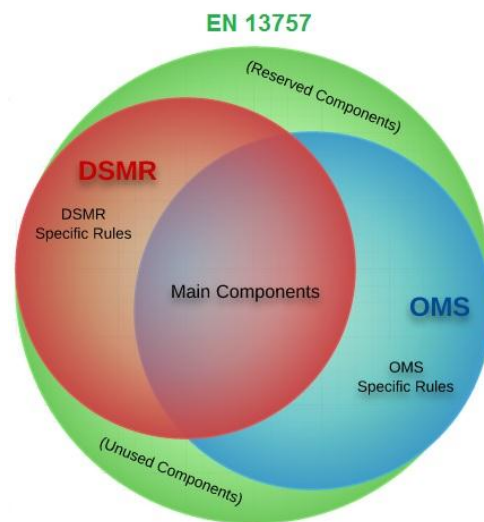 EN 13757
(Reserved Components)
DSMR
DSMR
Specific Rules
Main Components
OMS
OMS
Specific Rules
(Unused Components)